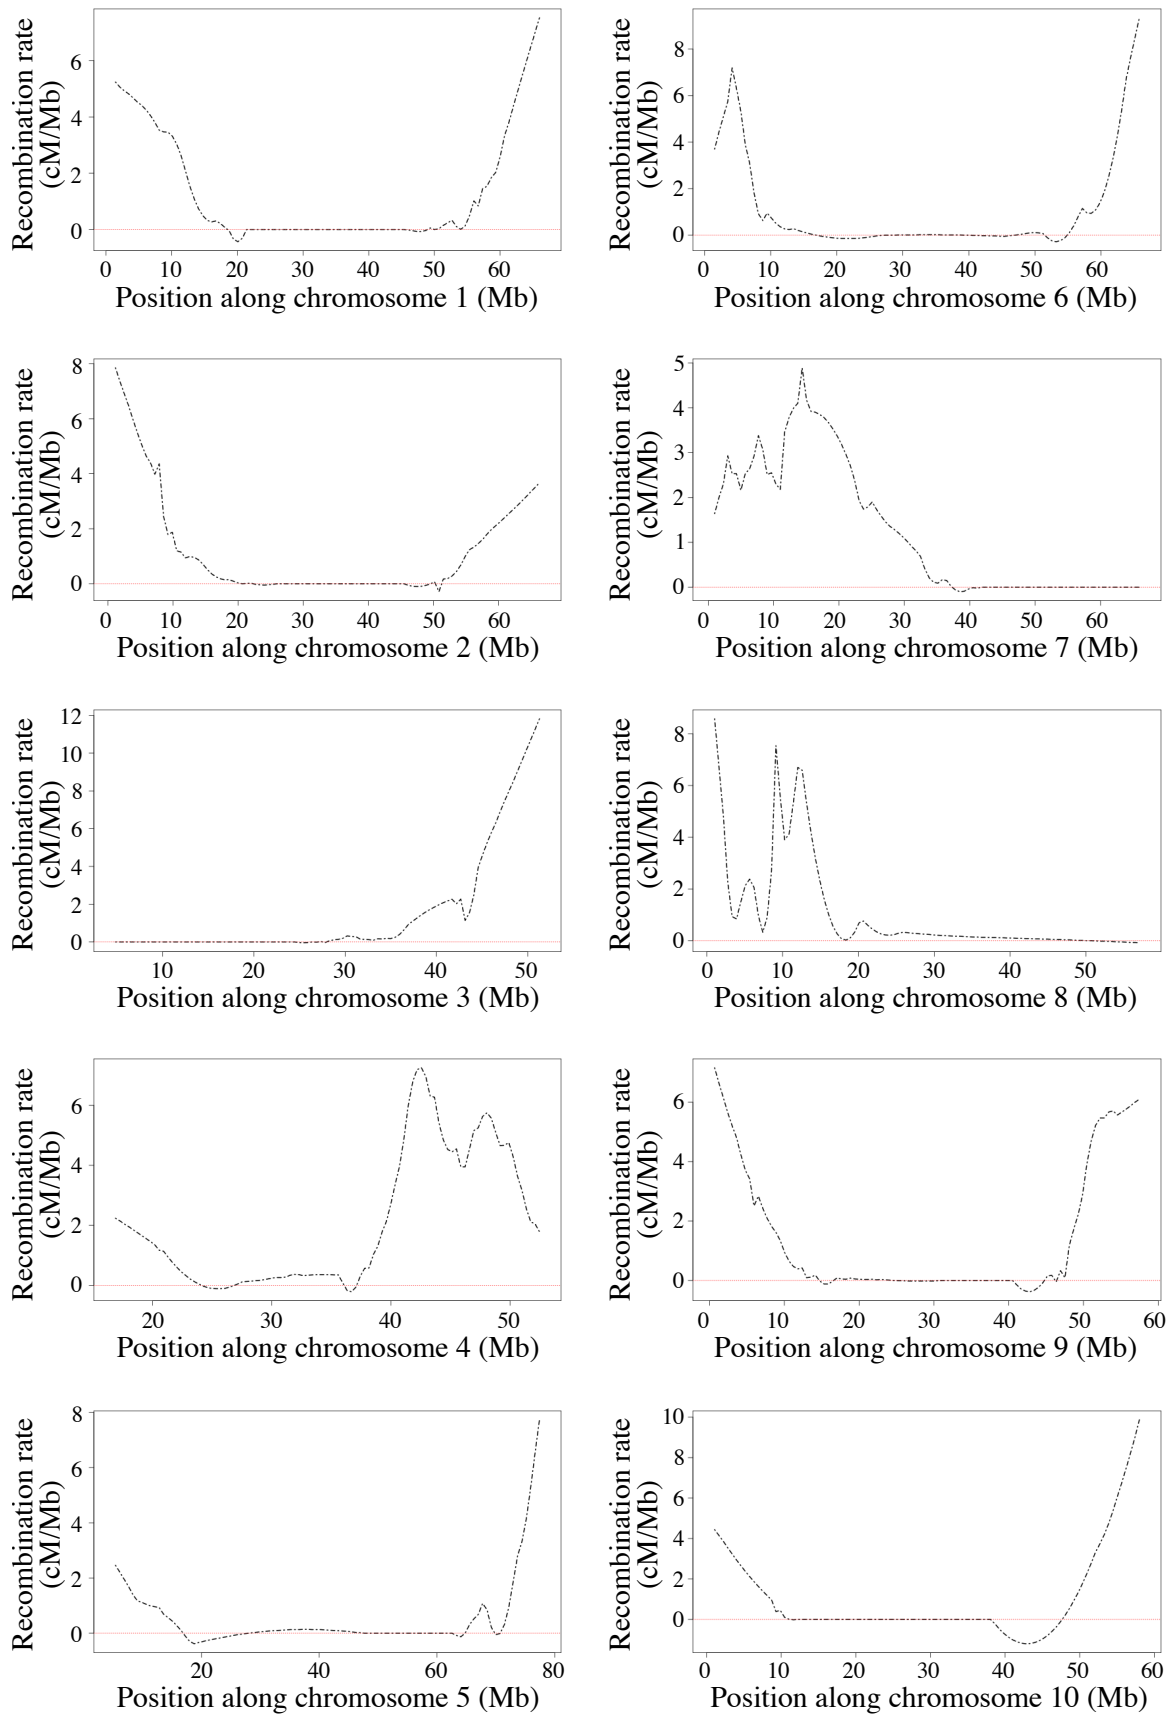 Recombination rate
(cM/Mb)
6
4
2
0
0 10 20 30 40 50 60
Position along chromosome 1 (Mb)
Recombination rate
(cM/Mb)
8
6
4
2
0
0 10 20 30 40 50 60
Position along chromosome 6 (Mb)
Recombination rate
(cM/Mb)
8
6
4
2
0
0 10 20 30 40 50 60
Position along chromosome 2 (Mb)
Recombination rate
(cM/Mb)
5
4
3
2
1
0
0 10 20 30 40 50 60
Position along chromosome 7 (Mb)
Recombination rate
(cM/Mb)
12
10
8
6
4
2
0
10 20 30 40 50
Position along chromosome 3 (Mb)
Recombination rate
(cM/Mb)
8
6
4
2
0
0 10 20 30 40 50
Position along chromosome 8 (Mb)
Recombination rate
(cM/Mb)
6
4
2
0
20 30 40 50
Position along chromosome 4 (Mb)
Recombination rate
(cM/Mb)
6
4
2
0
0 10 20 30 40 50 60
Position along chromosome 9 (Mb)
Recombination rate
(cM/Mb)
8
6
4
2
0
20 40 60 80
Position along chromosome 5 (Mb)
Recombination rate
(cM/Mb)
10
8
6
4
2
0
0 10 20 30 40 50 60
Position along chromosome 10 (Mb)